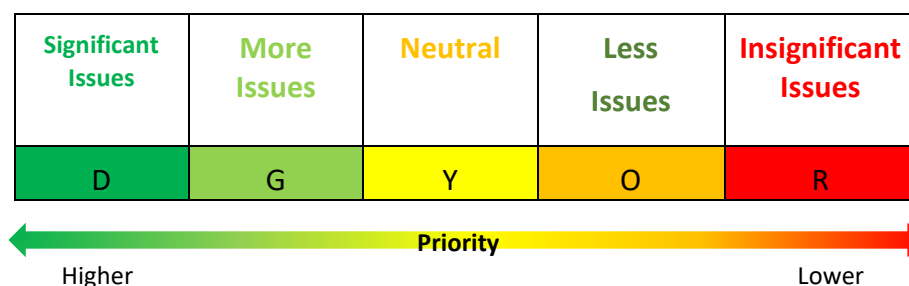 Significant Issues
More Issues
Neutral
Less Issues
Insignificant Issues
D
G
Y
O
R
Priority
Higher
Lower